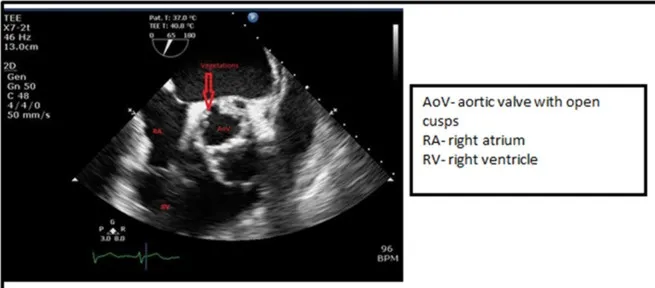 TEE
X7-2t
46 Hz
13.0cm
2D
Gen
Gn 50
C 48
4/4/0
50 mm/s
Pat. T: 37.0°C
TEE T: 40.8°C
0 65 180
P
Vegetations
RA
AoV
RV
G
P R
3.0 8.0
96
BPM
AoV- aortic valve with open
cusps
RA- right atrium
RV- right ventricle